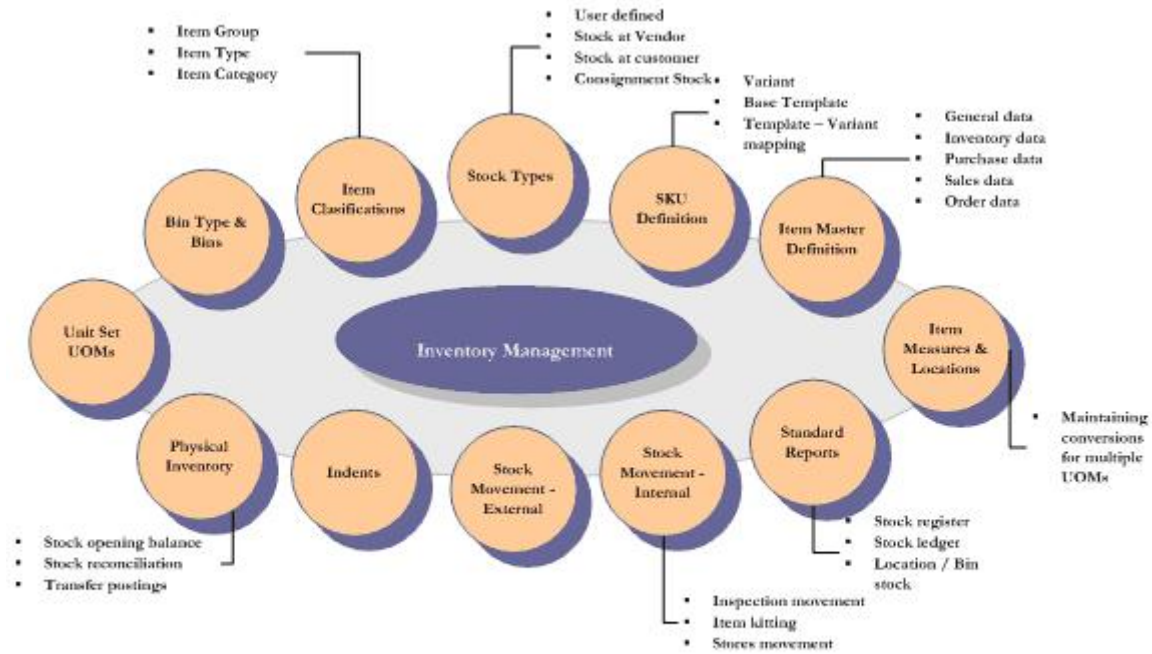 Item Group
Item Type
Item Category
User defined
Stock at Vendor
Stock at customer
Consignment Stock
Variant
Base Template
Template – Variant
mapping
General data
Inventory data
Purchase data
Sales data
Order data
Unit Set
UOMs
Bin Type &
Bins
Item
Clasifications
Stock Types
SKU
Definition
Item Master
Definition
Item
Measures &
Locations
Inventory Management
Maintaining
conversions
for multiple
UOMs
Physical
Inventory
Indents
Stock
Movement -
External
Stock
Movement -
Internal
Standard
Reports
Stock opening balance
Stock reconciliation
Transfer postings
Inspection movement
Item kitting
Stores movement
Stock register
Stock ledger
Location / Bin
stock